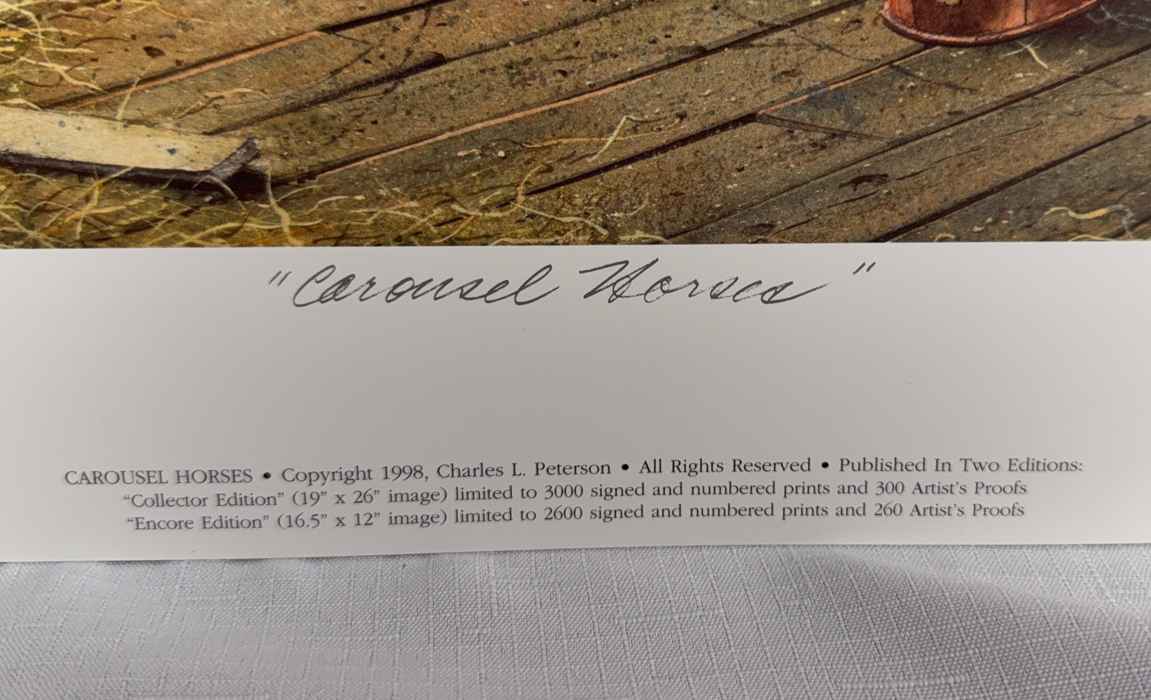 "Carousel Horses"
CAROUSEL HORSES • Copyright 1998, Charles L. Peterson • All Rights Reserved • Published In Two Editions:
“Collector Edition” (19” x 26” image) limited to 3000 signed and numbered prints and 300 Artist’s Proofs
“Encore Edition” (16.5” x 12” image) limited to 2600 signed and numbered prints and 260 Artist’s Proofs